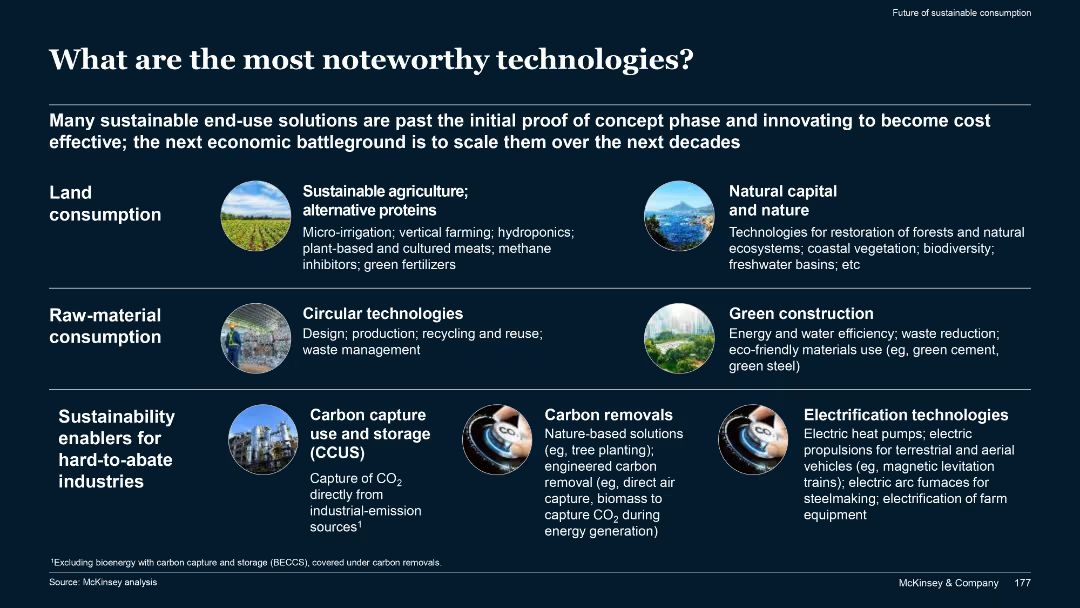 Future of sustainable consumption
What are the most noteworthy technologies?
Many sustainable end-use solutions are past the initial proof of concept phase and innovating to become cost
effective; the next economic battleground is to scale them over the next decades
Land
consumption
Sustainable agriculture;
alternative proteins
Micro-irrigation; vertical farming; hydroponics;
plant-based and cultured meats; methane
inhibitors; green fertilizers
Natural capital
and nature
Technologies for restoration of forests and natural
ecosystems; coastal vegetation; biodiversity;
freshwater basins; etc
Raw-material
consumption
Circular technologies
Design; production; recycling and reuse;
waste management
Green construction
Energy and water efficiency; waste reduction;
eco-friendly materials use (eg, green cement,
green steel)
Sustainability
enablers for
hard-to-abate
industries
Carbon capture
use and storage
(CCUS)
Capture of CO₂
directly from
industrial-emission
sources¹
CO₂
Carbon removals
Nature-based solutions
(eg, tree planting);
engineered carbon
removal (eg, direct air
capture, biomass to
capture CO₂ during
energy generation)
CO₂
Electrification technologies
Electric heat pumps; electric
propulsions for terrestrial and aerial
vehicles (eg, magnetic levitation
trains); electric arc furnaces for
steelmaking; electrification of farm
equipment
¹Excluding bioenergy with carbon capture and storage (BECCS), covered under carbon removals.
Source: McKinsey analysis
McKinsey & Company 177